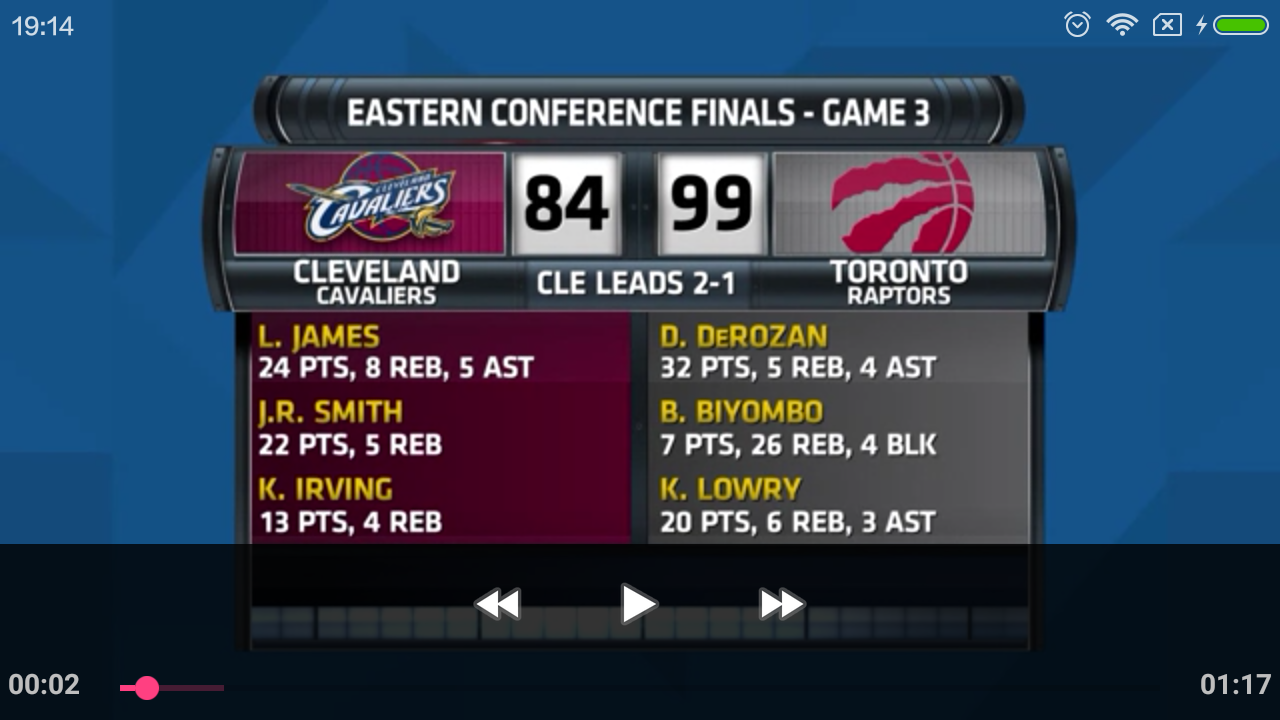 19:14
EASTERN CONFERENCE FINALS - GAME 3
CLEVELAND
CAVALIERS
84
99
CLEVELAND
CAVALIERS
CLE LEADS 2-1
TORONTO
RAPTORS
L. JAMES
24 PTS, 8 REB, 5 AST
J.R. SMITH
22 PTS, 5 REB
K. IRVING
13 PTS, 4 REB
D. DeROZAN
32 PTS, 5 REB, 4 AST
B. BIYOMBO
7 PTS, 26 REB, 4 BLK
K. LOWRY
20 PTS, 6 REB, 3 AST
00:02
01:17